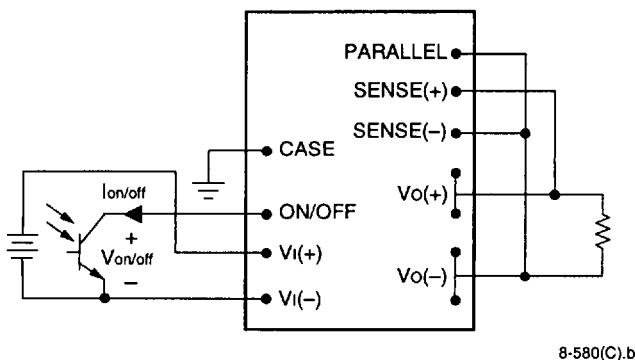 PARALLEL
SENSE(+)
SENSE(–)
CASE
VO(+)
Ion/off
ON/OFF
+
Von/off
VI(+)
VO(–)
–
VI(–)
8-580(C).b